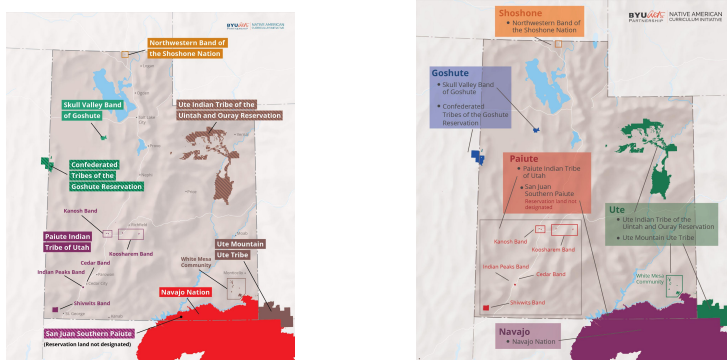 BYU ARTS
PARTNERSHIP
NATIVE AMERICAN
CURRICULUM INITIATIVE
Northwestern Band of
the Shoshone Nation
Skull Valley Band
of Goshute
Ute Indian Tribe of the
Uintah and Ouray Reservation
Confederated
Tribes of the
Goshute Reservation
Kanosh Band
Paiute Indian
Tribe of Utah
Koosharem Band
Cedar Band
Indian Peaks Band
Shivwits Band
Ute Mountain
Ute Tribe
White Mesa
Community
Navajo Nation
San Juan Southern Paiute
(Reservation land not designated)
BYU ARTS
PARTNERSHIP
NATIVE AMERICAN
CURRICULUM INITIATIVE
Shoshone
• Northwestern Band of
the Shoshone Nation
Goshute
• Skull Valley Band
of Goshute
• Confederated
Tribes of the Goshute
Reservation
Paiute
• Paiute Indian Tribe
of Utah
• San Juan
Southern Paiute
Reservation land not
designated
Kanosh Band
Koosharem Band
Indian Peaks Band
Cedar Band
Shivwits Band
Ute
• Ute Indian Tribe of the
Uintah and Ouray Reservation
• Ute Mountain Ute Tribe
White Mesa
Community
Navajo
• Navajo Nation